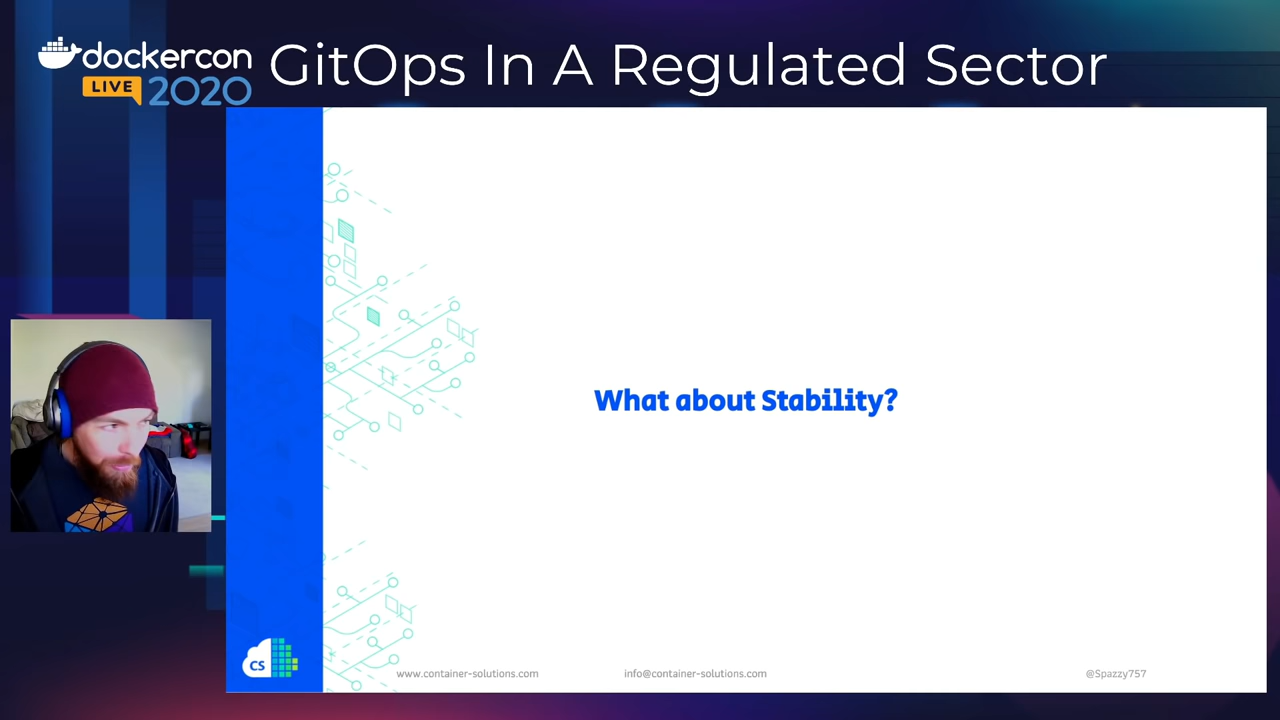 dockercon
LIVE 2020
GitOps In A Regulated Sector
What about Stability?
CS
www.container-solutions.com
info@container-solutions.com
@Spazzy757